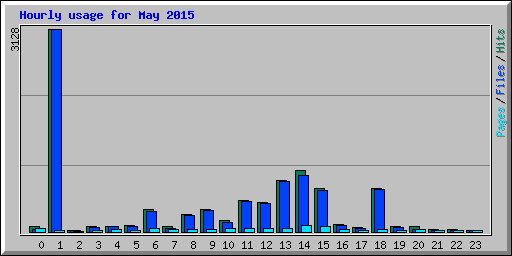 Hourly usage for May 2015
3128
Pages/Files/Hits
0 1 2 3 4 5 6 7 8 9 10 11 12 13 14 15 16 17 18 19 20 21 22 23